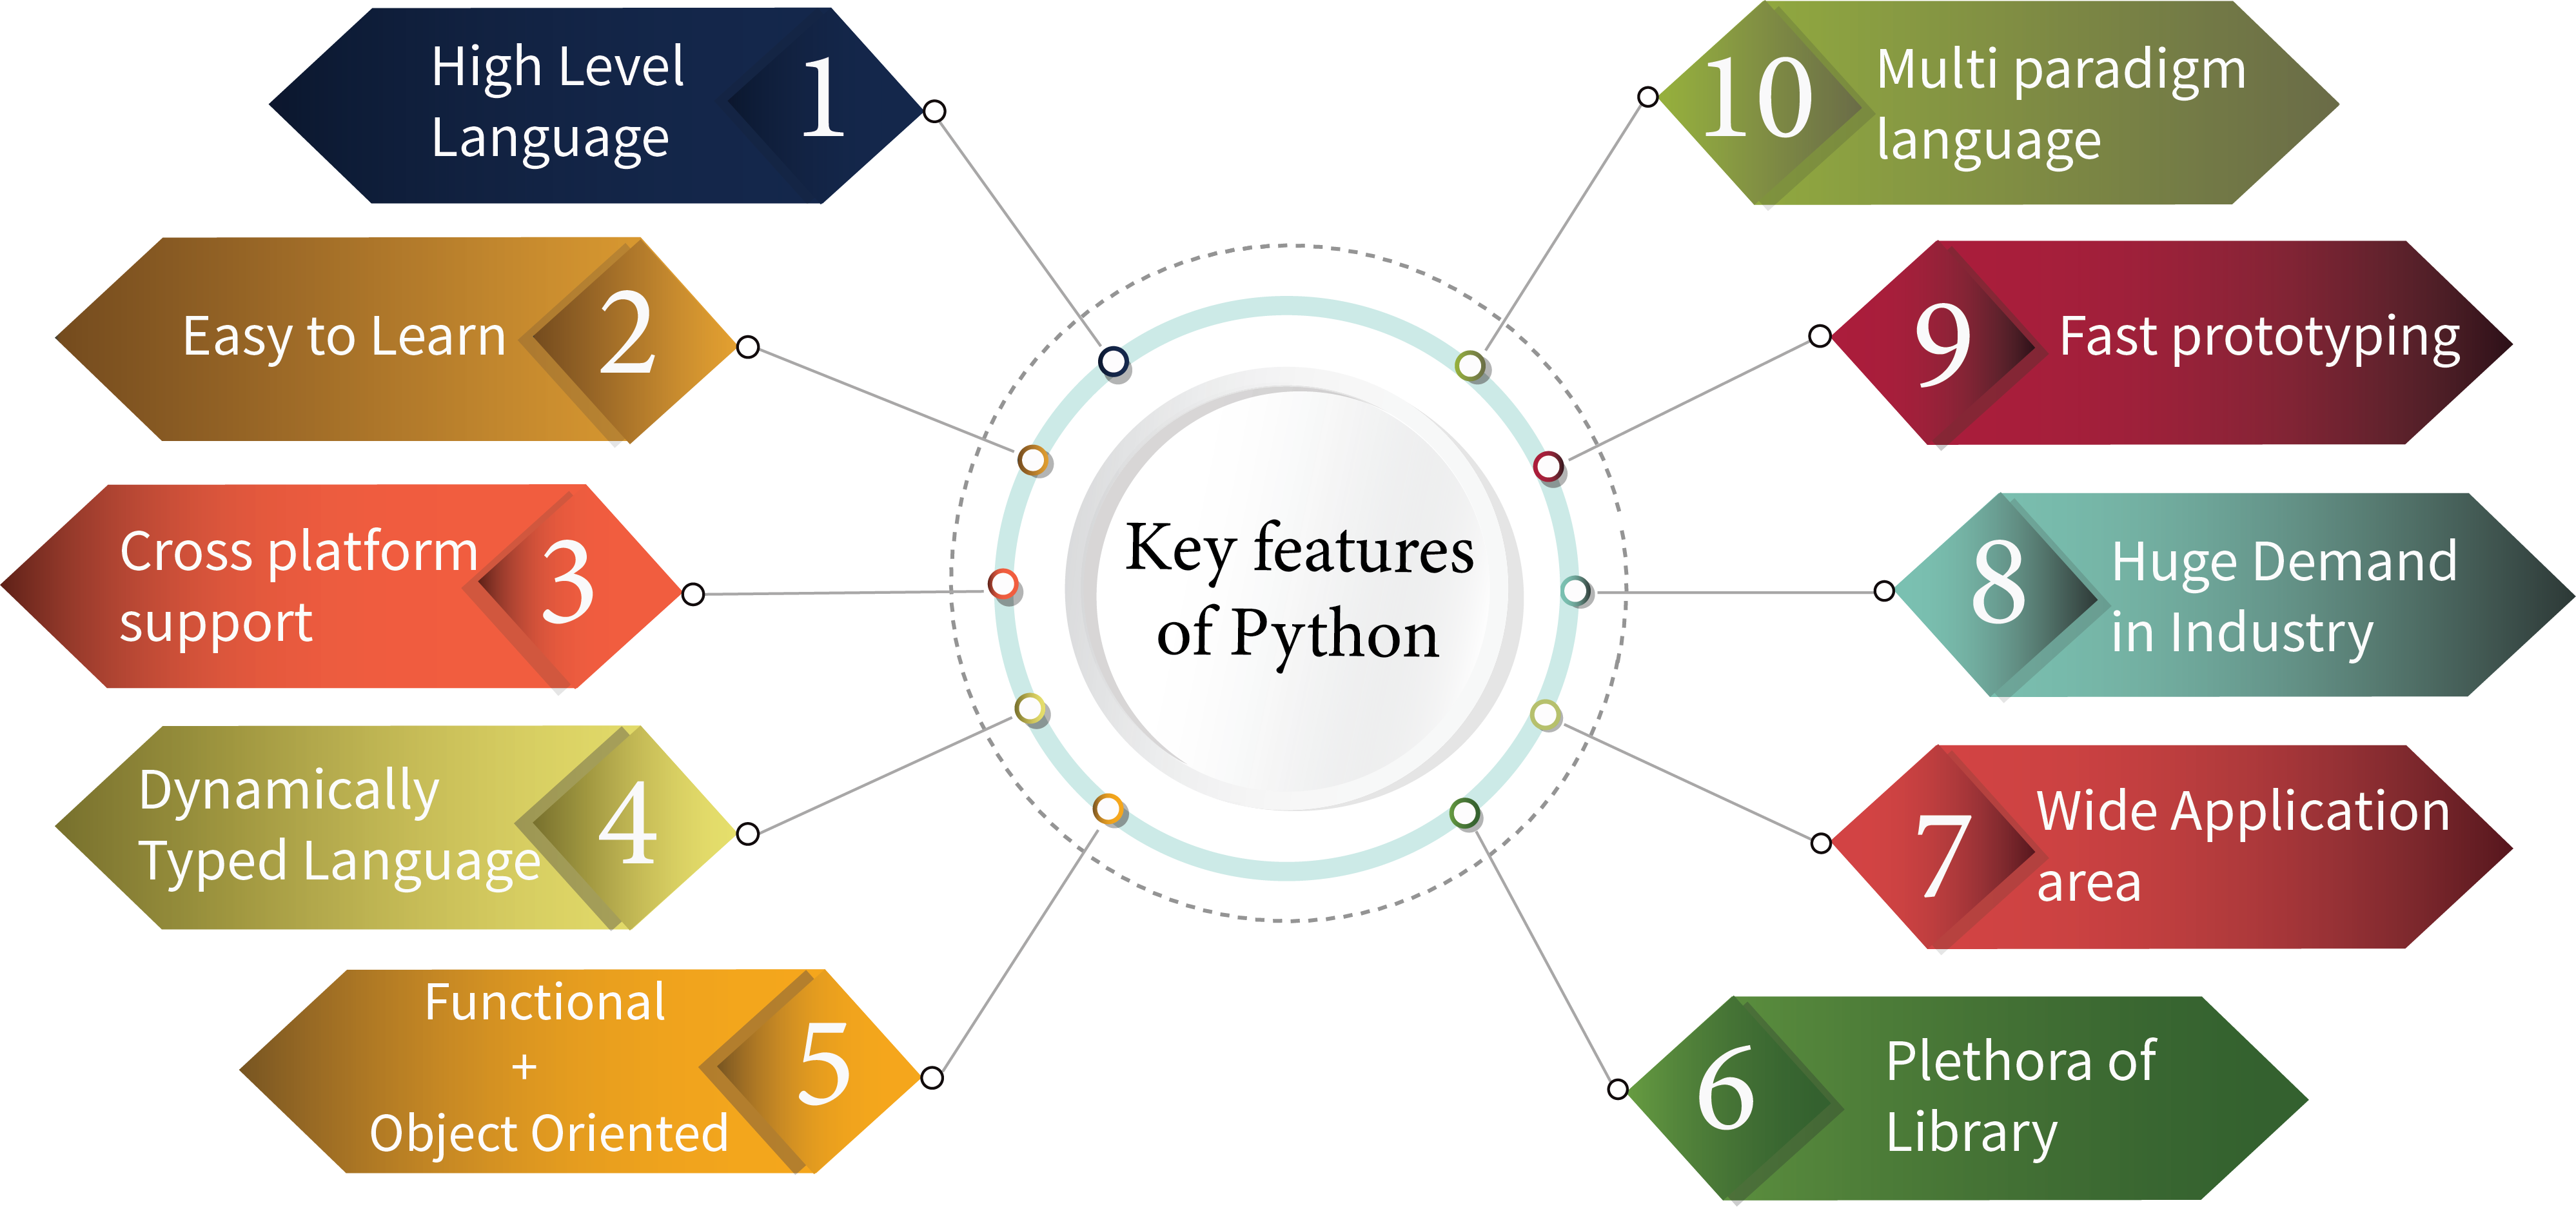 High Level
Language
1
Easy to Learn
2
Cross platform
support
3
Dynamically
Typed Language
4
Functional
+
Object Oriented
5
Key features
of Python
10
Multi paradigm
language
9
Fast prototyping
8
Huge Demand
in Industry
7
Wide Application
area
6
Plethora of
Library